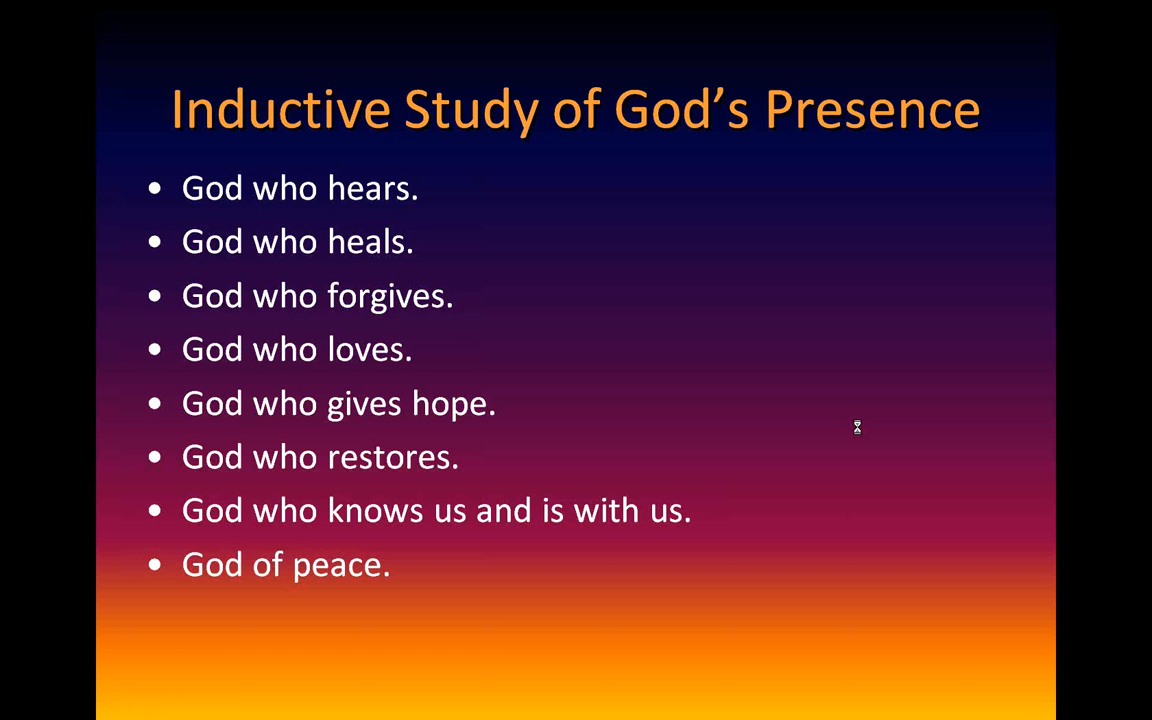 Inductive Study of God’s Presence
• God who hears.
• God who heals.
• God who forgives.
• God who loves.
• God who gives hope.
• God who restores.
• God who knows us and is with us.
• God of peace.